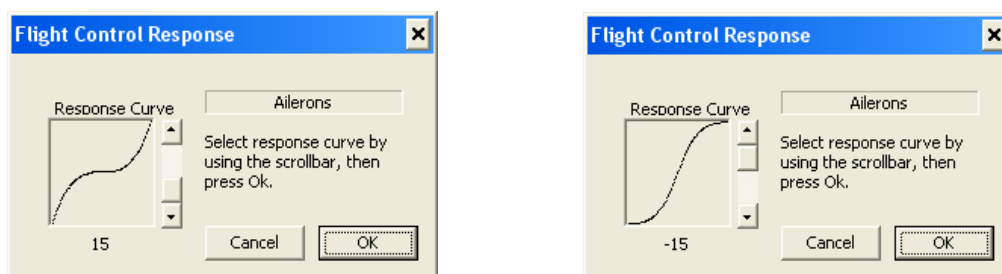 Flight Control Response
Response Curve
Ailerons
Select response curve by
using the scrollbar, then
press Ok.
15
Cancel
OK
Flight Control Response
Response Curve
Ailerons
Select response curve by
using the scrollbar, then
press Ok.
-15
Cancel
OK